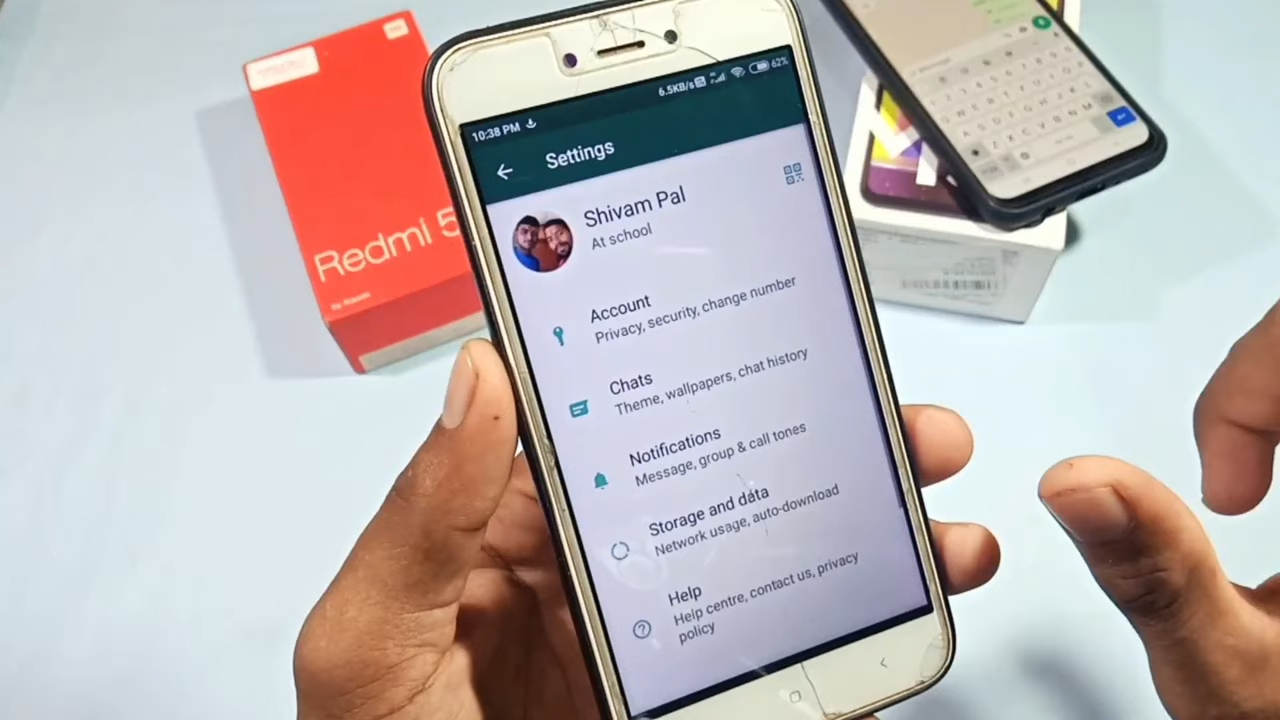 Redmi 5
by Xiaomi
10:38 PM
6.5KB/s
62%
Settings
Shivam Pal
At school
Account
Privacy, security, change number
Chats
Theme, wallpapers, chat history
Notifications
Message, group & call tones
Storage and data
Network usage, auto-download
Help
Help centre, contact us, privacy
policy